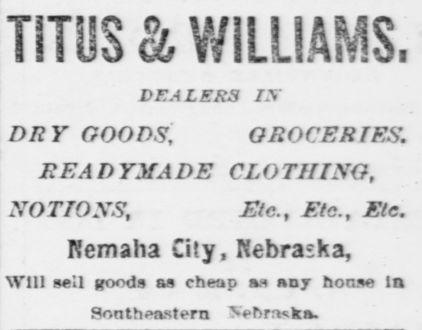 TITUS & WILLIAMS.
DEALERS IN
DRY GOODS, GROCERIES.
READYMADE CLOTHING,
NOTIONS, Etc., Etc., Etc.
Nemaha City, Nebraska,
Will sell goods as cheap as any house in
Southeastern Nebraska.